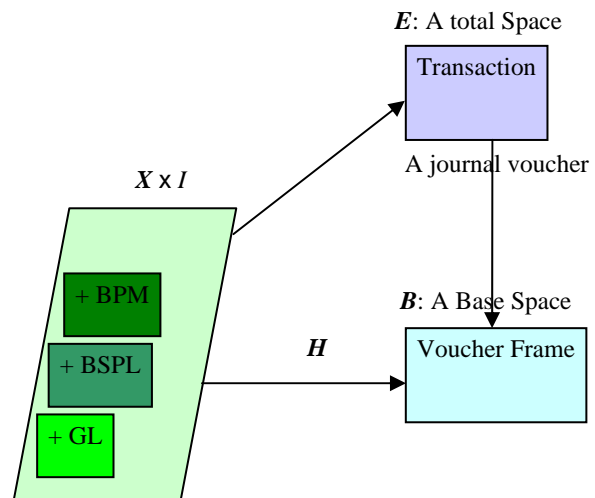 E: A total Space
Transaction
A journal voucher
X x I
+ BPM
+ BSPL
+ GL
H
B: A Base Space
Voucher Frame